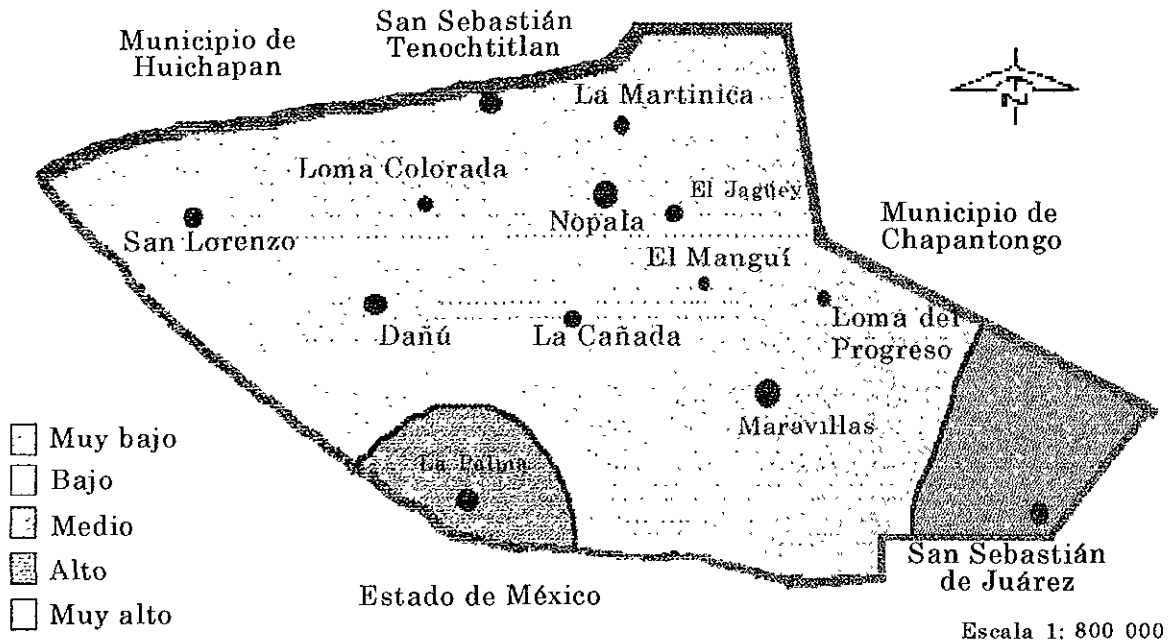 Municipio de
Huichapan
San Sebastián
Tenochtitlan
La Martinica
N
Loma Colorada
Nopala
El Jagüey
San Lorenzo
Municipio de
Chapantongo
El Manguí
Dañú
La Cañada
Loma del
Progreso
Maravillas
La Palma
Muy bajo
Bajo
Medio
Alto
Muy alto
Estado de México
San Sebastián
de Juárez
Escala 1: 800 000